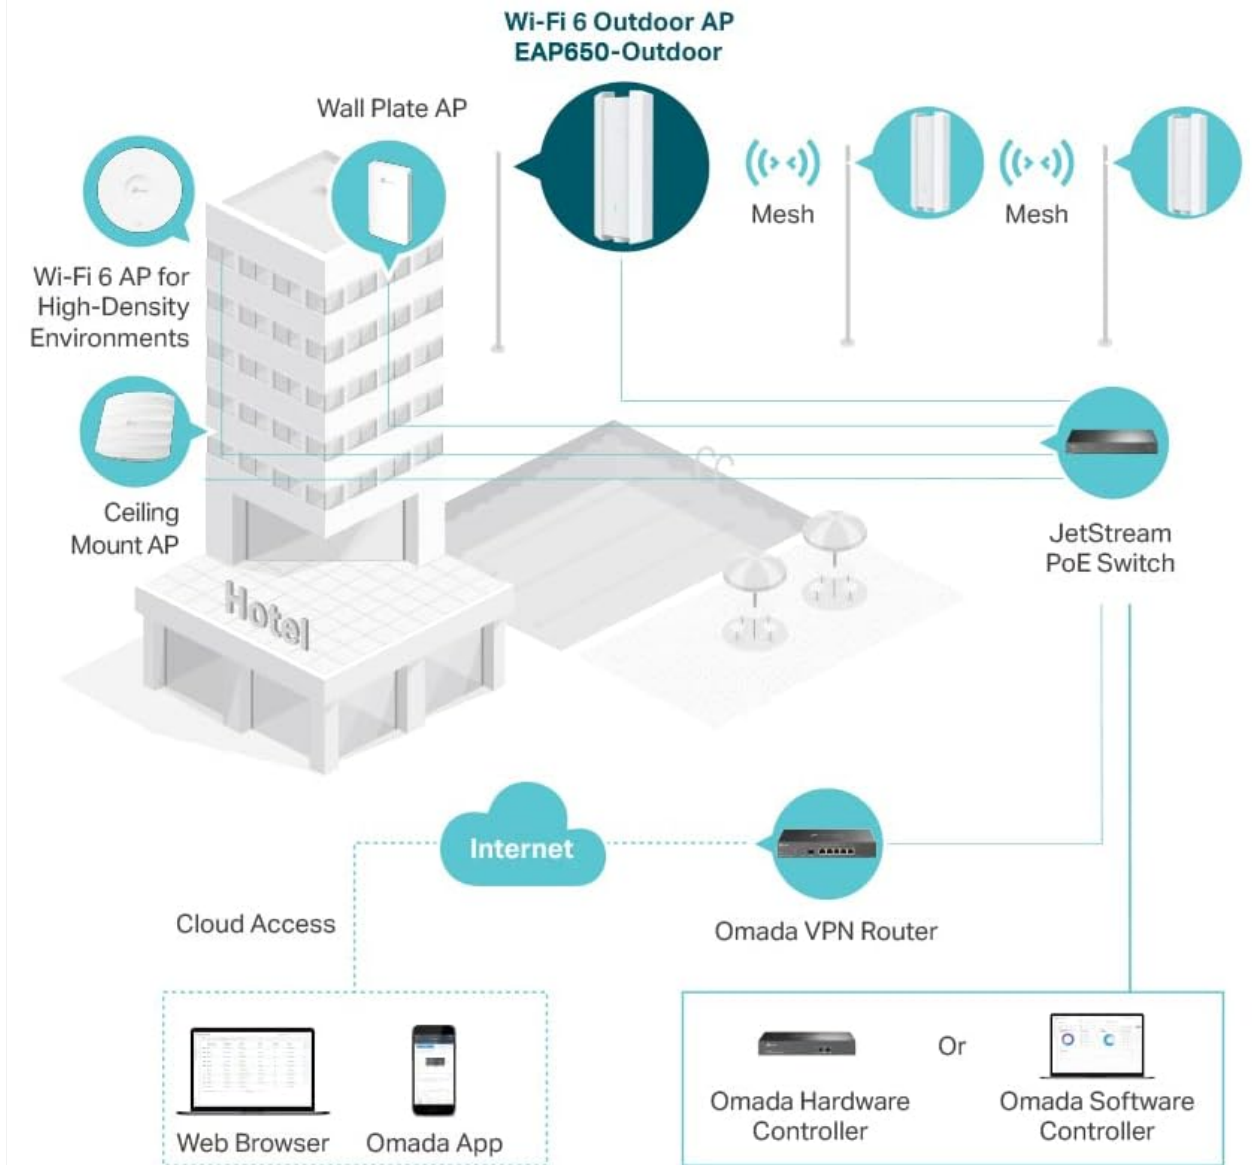 Wi-Fi 6 Outdoor AP
EAP650-Outdoor
Wall Plate AP
Mesh
Mesh
Wi-Fi 6 AP for
High-Density
Environments
Ceiling
Mount AP
JetStream
PoE Switch
Hotel
Internet
Cloud Access
Omada VPN Router
Web Browser
Omada App
Omada Hardware
Controller
Or
Omada Software
Controller